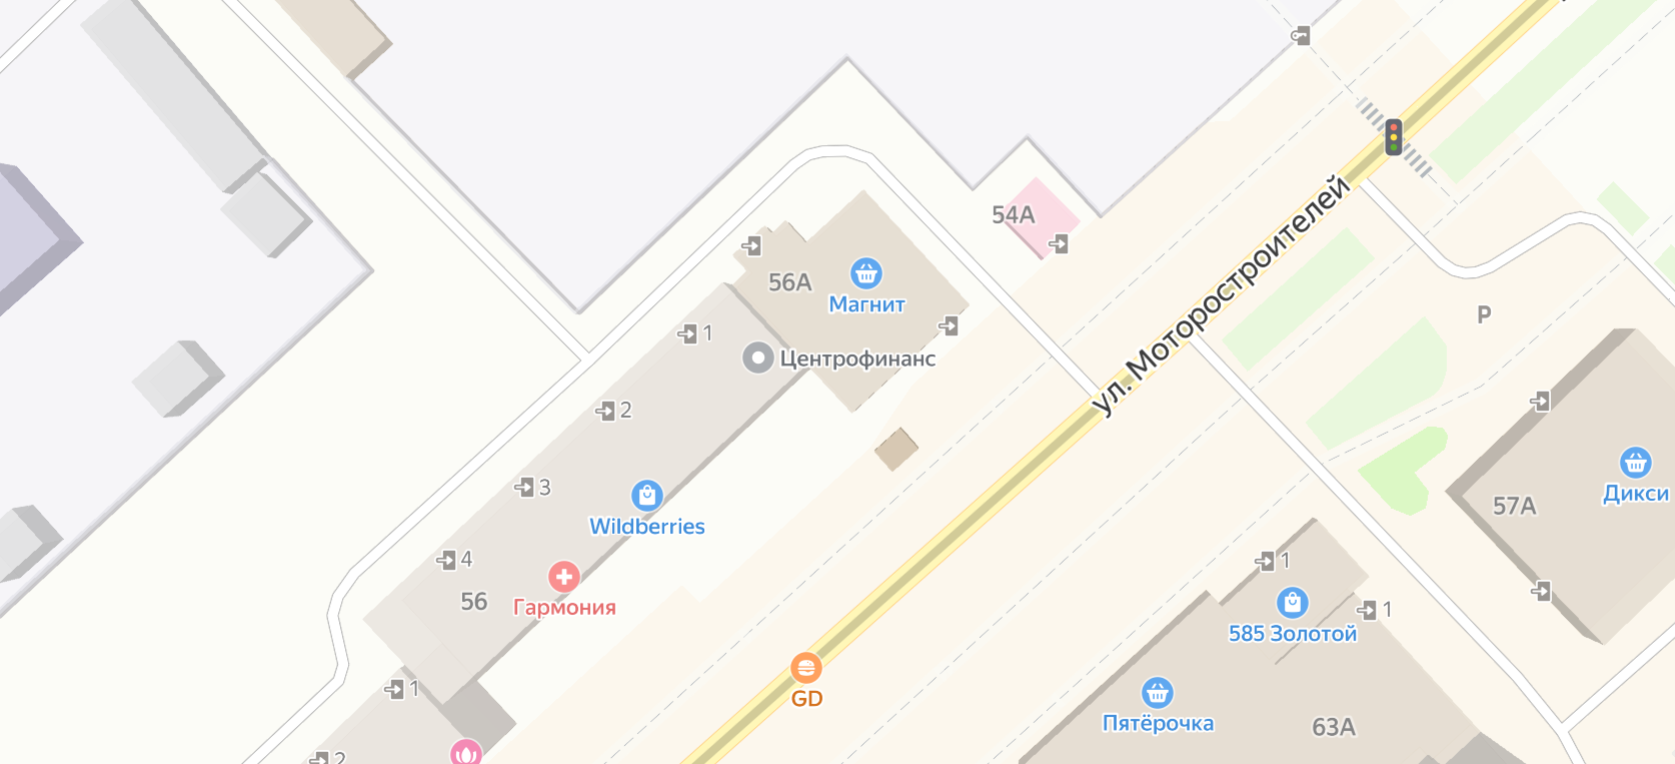 54А
56А
Магнит
ул. Моторостроителей
P
1
Центрофинанс
2
3
Wildberries
4
56
Гармония
1
2
GD
57А
Дикси
1
585 Золотой
1
Пятёрочка
63А